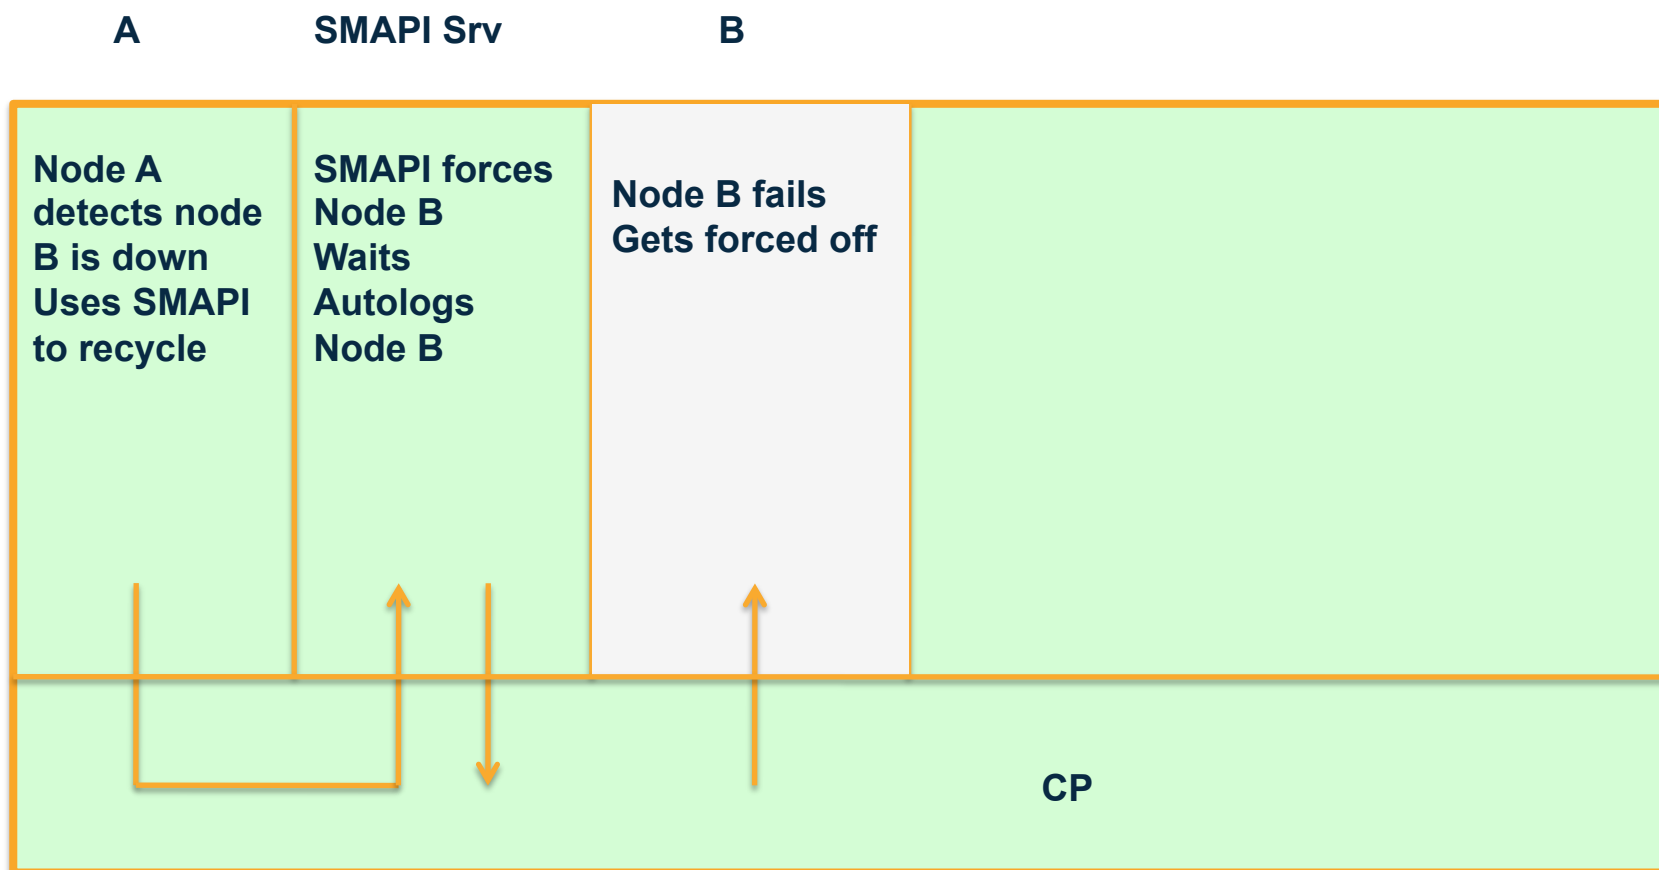 A
SMAPI Srv
B
Node A
detects node
B is down
Uses SMAPI
to recycle
SMAPI forces
Node B
Waits
Autologs
Node B
Node B fails
Gets forced off
CP